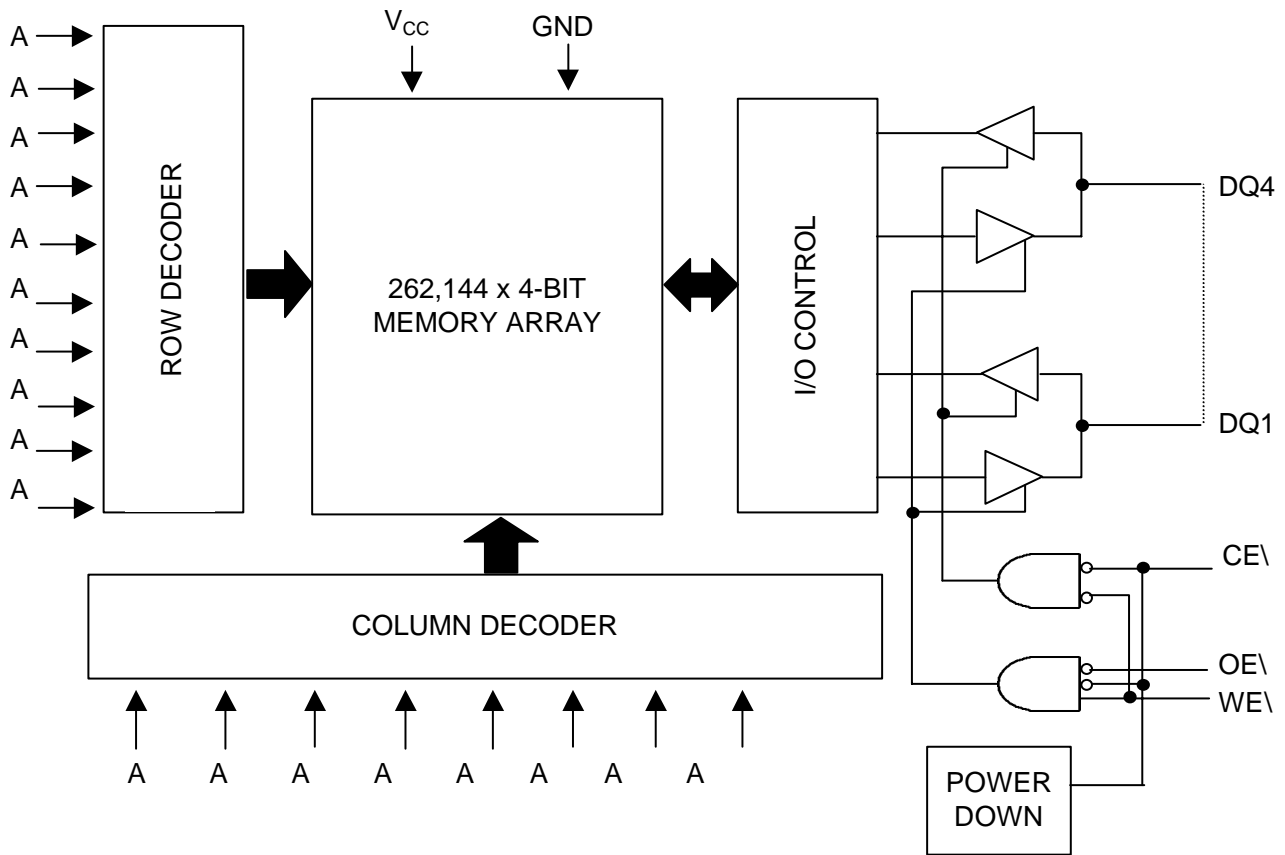 V_CC
GND
A
A
A
A
A
A
A
A
A
A
ROW DECODER
262,144 x 4-BIT
MEMORY ARRAY
I/O CONTROL
DQ4
DQ1
COLUMN DECODER
CE\
OE\
WE\
A A A A A A A A
POWER
DOWN